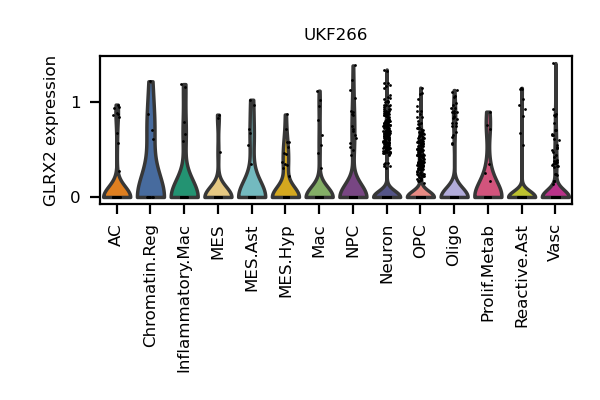 UKF266
GLRX2 expression
1
0
AC
Chromatin.Reg
Inflammatory.Mac
MES
MES.Ast
MES.Hyp
Mac
NPC
Neuron
OPC
Oligo
Prolif.Metab
Reactive.Ast
Vasc